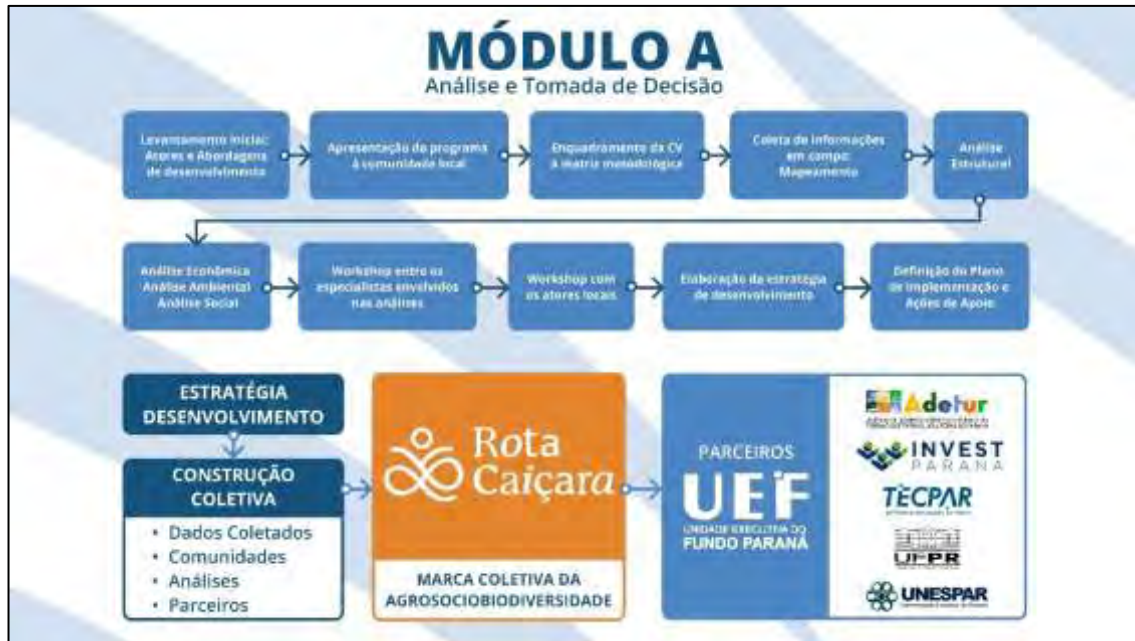 MÓDULO A
Análise e Tomada de Decisão
Levantamento Inicial:
Atores e Abordagens
de desenvolvimento
Apresentação do programa
à comunidade local
Enquadramento da CV
à matriz metodológica
Coleta de informações
em campo:
Mapeamento
Análise
Estrutural
Análise Econômica
Análise Ambiental
Análise Social
Workshop entre os
especialistas envolvidos
nas análises
Workshop com
os atores locais
Elaboração da estratégia
de desenvolvimento
Definição do Plano
de Implementação e
Ações de Apoio
ESTRATÉGIA
DESENVOLVIMENTO
CONSTRUÇÃO
COLETIVA
• Dados Coletados
• Comunidades
• Análises
• Parceiros
Rota
Caiçara
MARCA COLETIVA DA
AGROSOCIOBIODIVERSIDADE
PARCEIROS
UEF
UNIDADE EXECUTIVA DO
FUNDO PARANÁ
Adetur
INVEST
PARANÁ
TECPAR
UFPR
UNESPAR